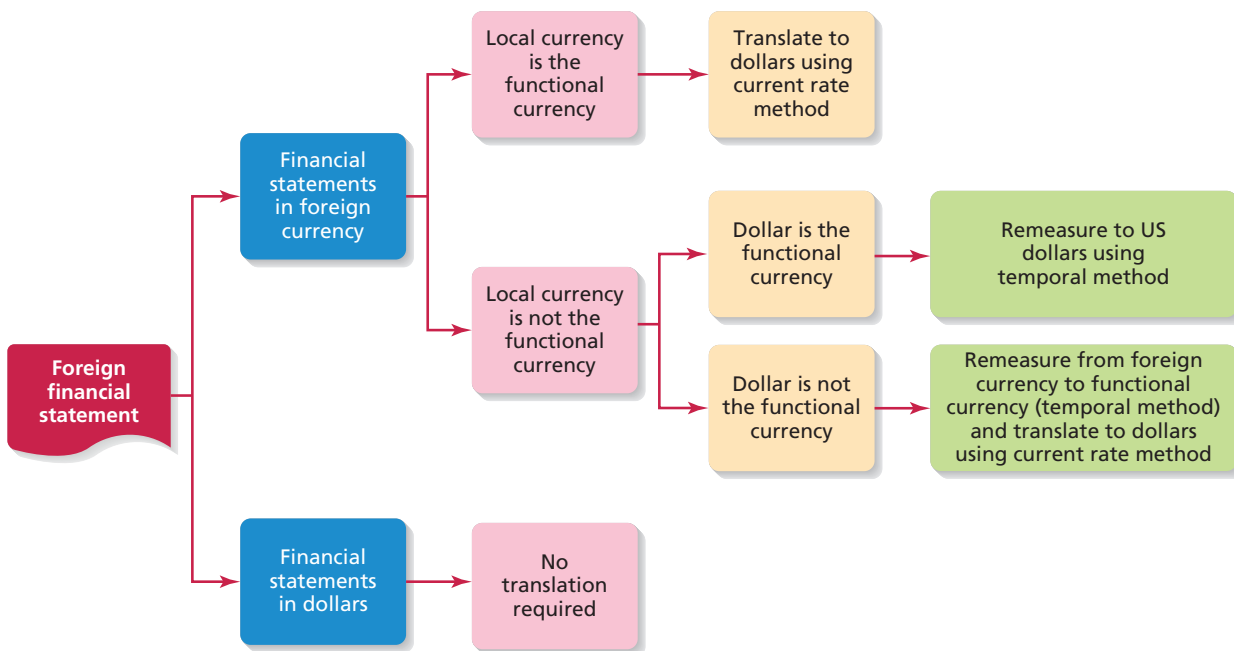 Foreign
financial
statement
Financial
statements
in foreign
currency
Local currency
is the
functional
currency
Translate to
dollars using
current rate
method
Local currency
is not the
functional
currency
Dollar is the
functional
currency
Remeasure to US
dollars using
temporal method
Dollar is not
the functional
currency
Remeasure from foreign
currency to functional
currency (temporal method)
and translate to dollars
using current rate method
Financial
statements
in dollars
No
translation
required